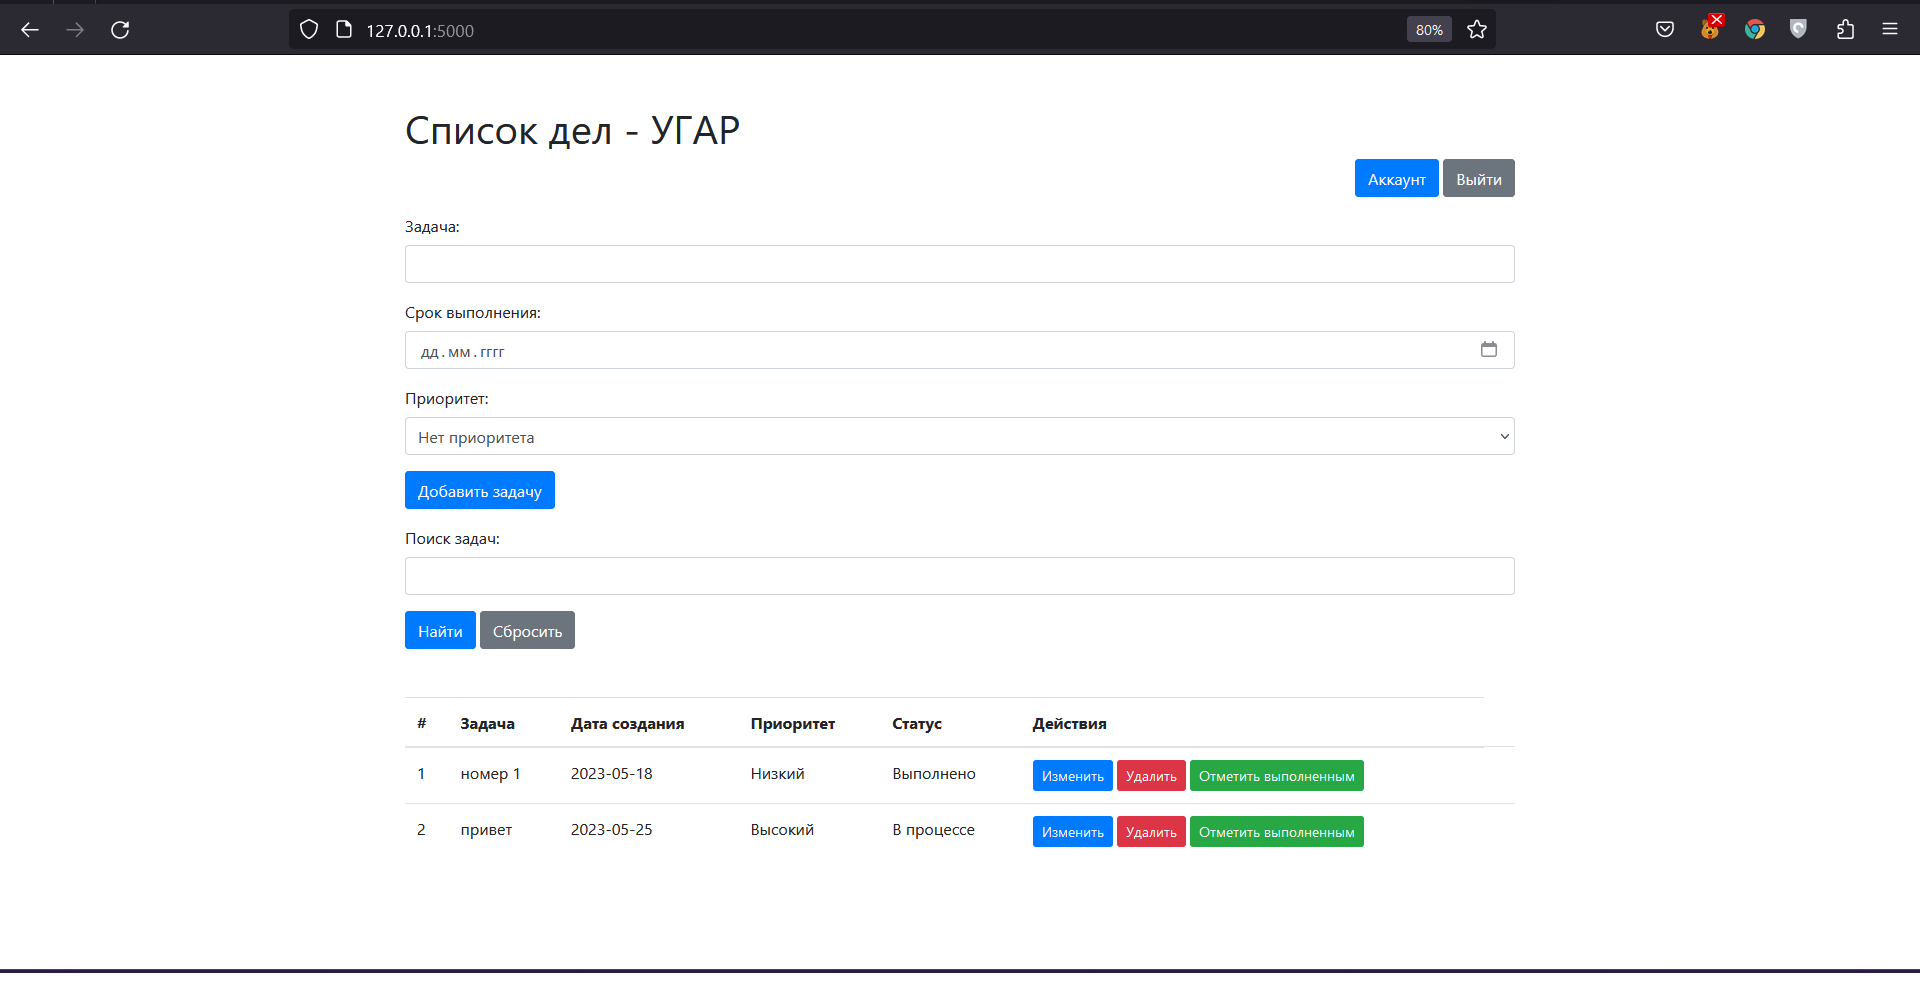 127.0.0.1:5000
80%
Список дел - УГАР
Аккаунт Выйти
Задача:
Срок выполнения:
дд.мм.гггг
Приоритет:
Нет приоритета
Добавить задачу
Поиск задач:
Найти Сбросить
# Задача Дата создания Приоритет Статус Действия
1 номер 1 2023-05-18 Низкий Выполнено Изменить Удалить Отметить выполненным
2 привет 2023-05-25 Высокий В процессе Изменить Удалить Отметить выполненным